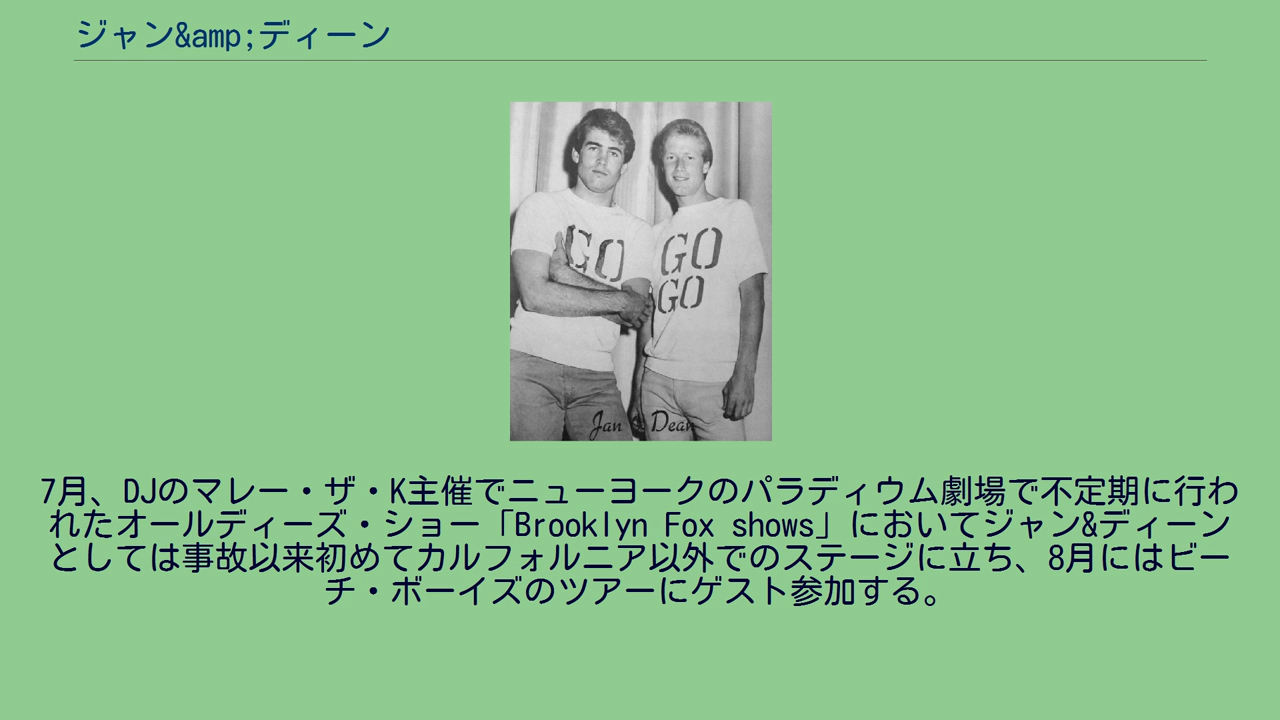 ジャン&amp;ディーン
GO
GO
GO
Jan & Dean
7月、DJのマレー・ザ・K主催でニューヨークのパラディウム劇場で不定期に行わ
れたオールディーズ・ショー「Brooklyn Fox shows」においてジャン&ディーン
としては事故以来初めてカルフォルニア以外でのステージに立ち、8月にはビー
チ・ボーイズのツアーにゲスト参加する。